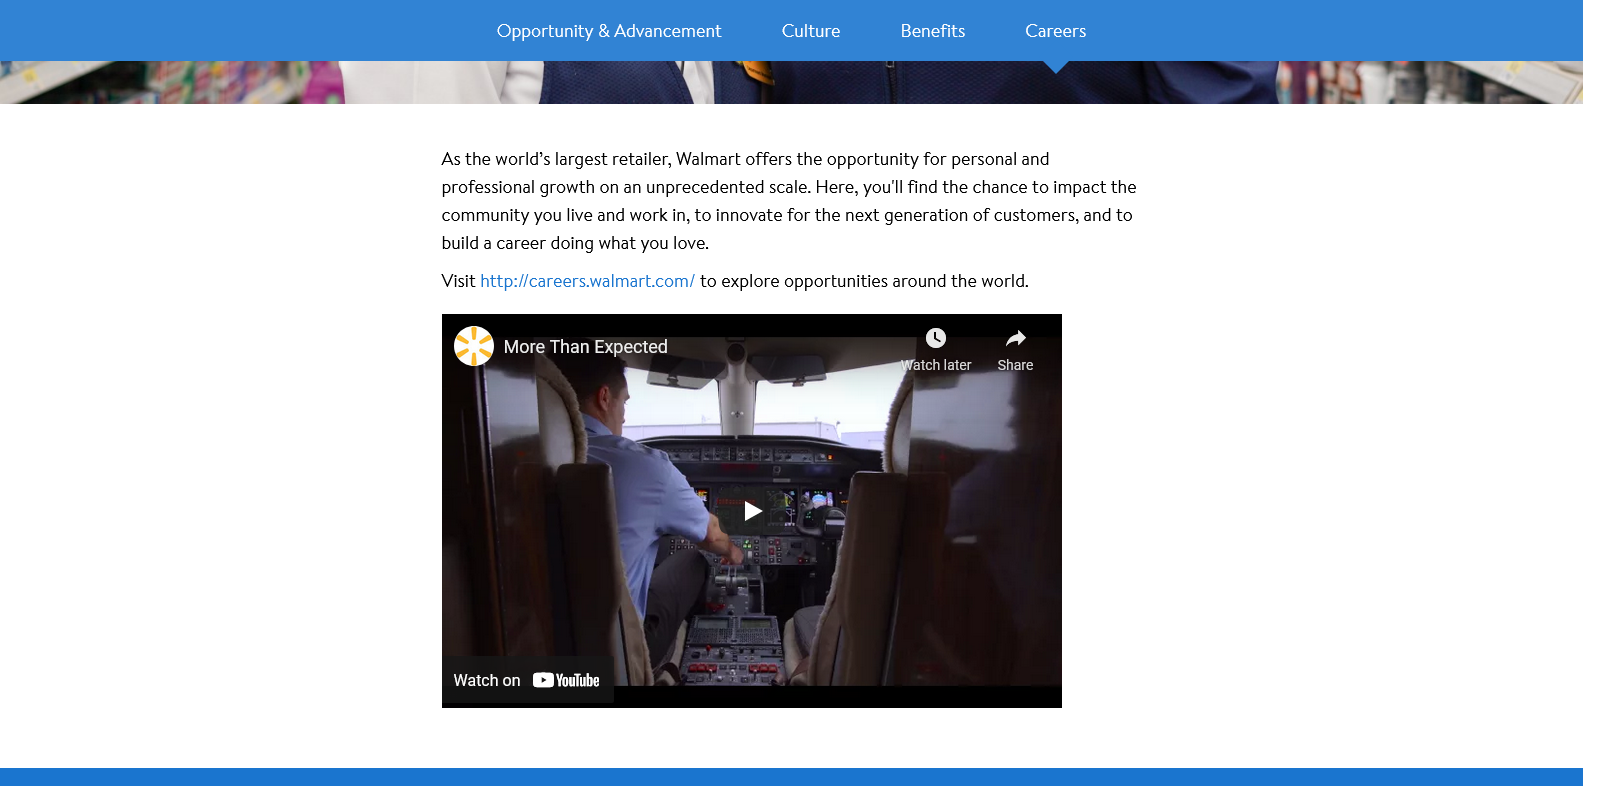 Opportunity & Advancement Culture Benefits Careers
As the world’s largest retailer, Walmart offers the opportunity for personal and
professional growth on an unprecedented scale. Here, you'll find the chance to impact the
community you live and work in, to innovate for the next generation of customers, and to
build a career doing what you love.
Visit http://careers.walmart.com/ to explore opportunities around the world.
More Than Expected
Watch later Share
Watch on YouTube